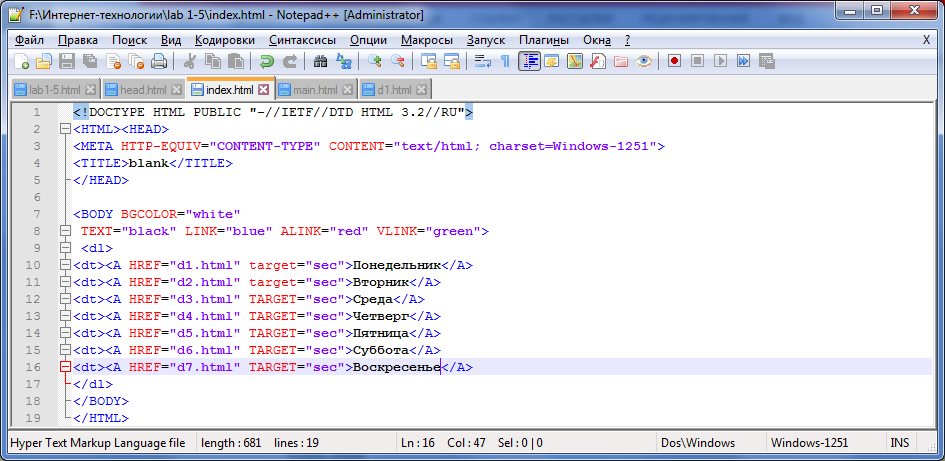 F:\Интернет-технологии\lab 1-5\index.html - Notepad++ [Administrator]
Файл Правка Поиск Вид Кодировки Синтаксисы Опции Макросы Запуск Плагины Окна ? X
lab1-5.html head.html index.html main.html d1.html
1 <!DOCTYPE HTML PUBLIC "-//IETF//DTD HTML 3.2//RU">
2 <HTML><HEAD>
3 <META HTTP-EQUIV="CONTENT-TYPE" CONTENT="text/html; charset=Windows-1251">
4 <TITLE>blank</TITLE>
5 </HEAD>
6
7 <BODY BGCOLOR="white"
8 TEXT="black" LINK="blue" ALINK="red" VLINK="green">
9 <dl>
10 <dt><A HREF="d1.html" target="sec">Понедельник</A>
11 <dt><A HREF="d2.html" target="sec">Вторник</A>
12 <dt><A HREF="d3.html" TARGET="sec">Среда</A>
13 <dt><A HREF="d4.html" TARGET="sec">Четверг</A>
14 <dt><A HREF="d5.html" TARGET="sec">Пятница</A>
15 <dt><A HREF="d6.html" TARGET="sec">Суббота</A>
16 <dt><A HREF="d7.html" TARGET="sec">Воскресенье</A>
17 </dl>
18 </BODY>
19 </HTML>
Hyper Text Markup Language file length : 681 lines : 19 Ln : 16 Col : 47 Sel : 0 | 0 Dos\Windows Windows-1251 INS